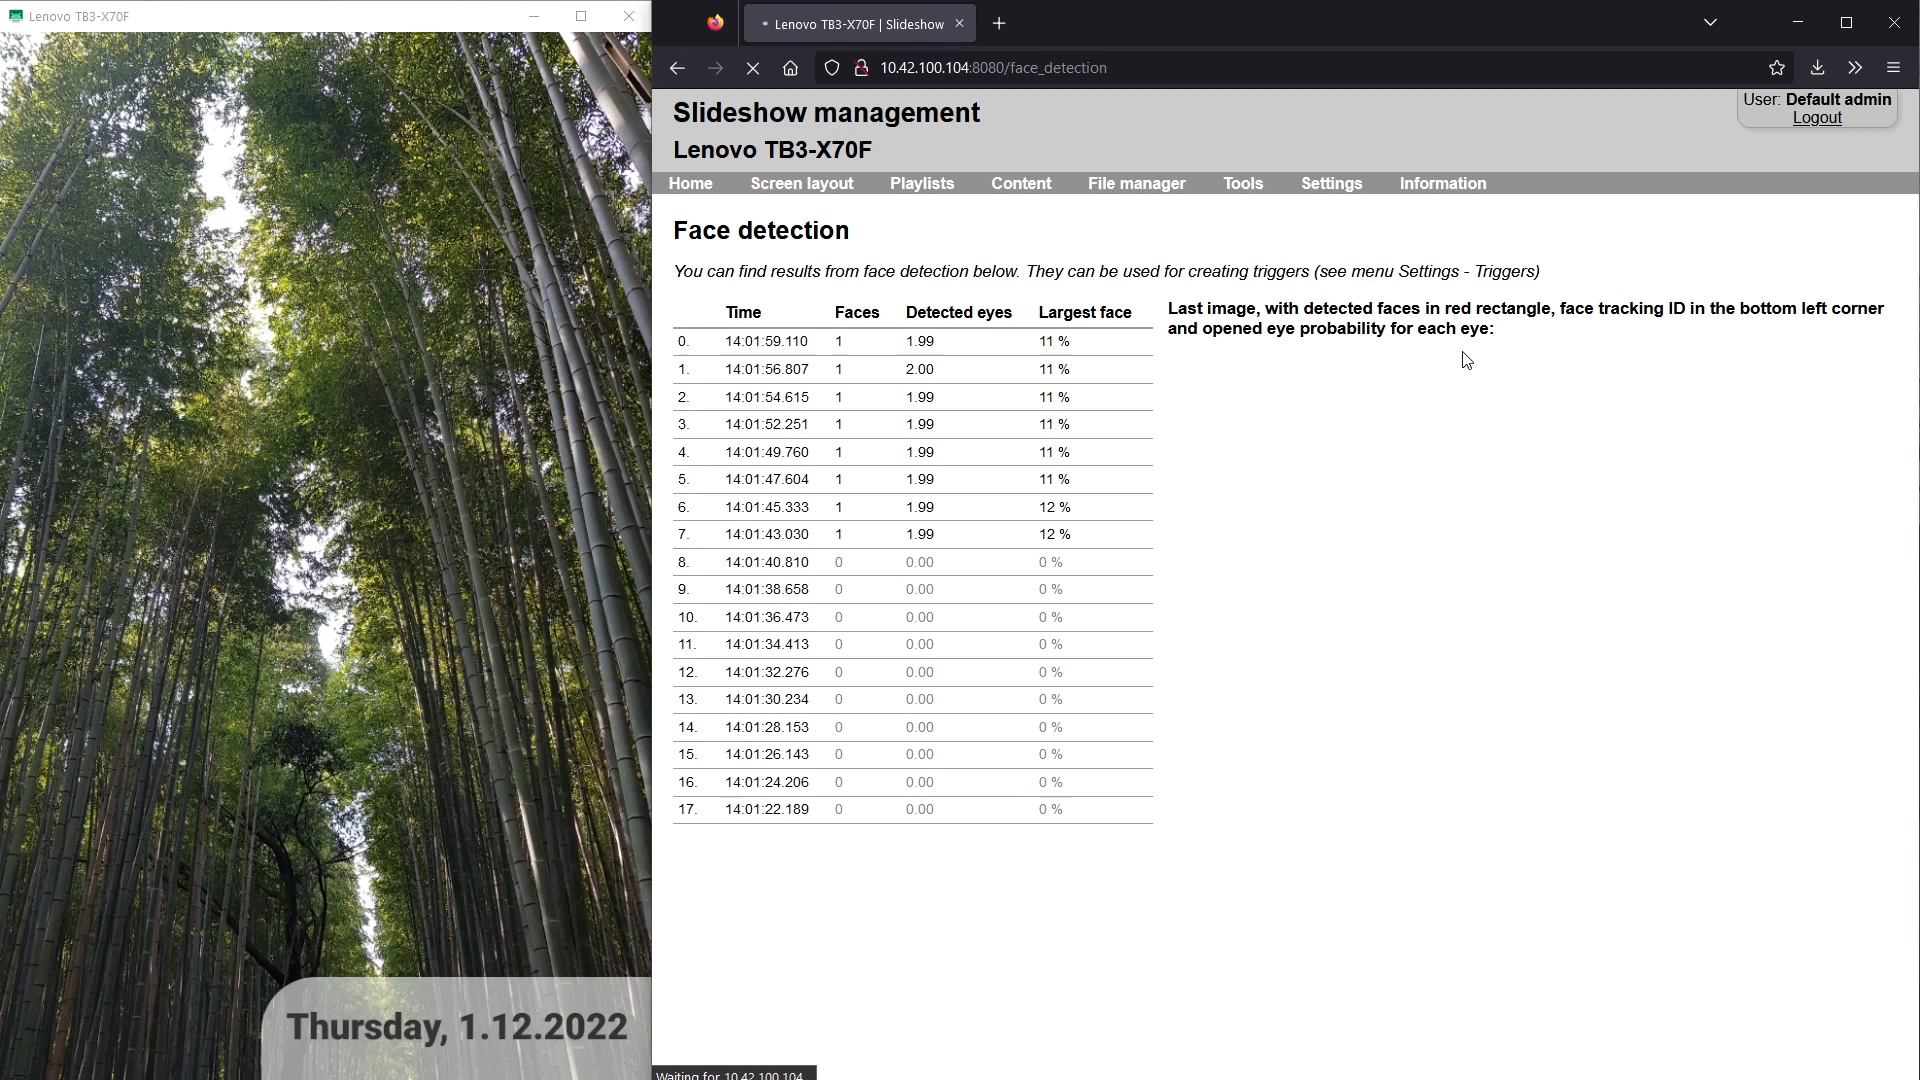 Lenovo TB3-X70F
Lenovo TB3-X70F | Slideshow
10.42.100.104:8080/face_detection
Slideshow management
User: Default admin
Logout
Lenovo TB3-X70F
Home Screen layout Playlists Content File manager Tools Settings Information
Face detection
You can find results from face detection below. They can be used for creating triggers (see menu Settings - Triggers)
Time Faces Detected eyes Largest face
0. 14:01:59.110 1 1.99 11 %
1. 14:01:56.807 1 2.00 11 %
2. 14:01:54.615 1 1.99 11 %
3. 14:01:52.251 1 1.99 11 %
4. 14:01:49.760 1 1.99 11 %
5. 14:01:47.604 1 1.99 11 %
6. 14:01:45.333 1 1.99 12 %
7. 14:01:43.030 1 1.99 12 %
8. 14:01:40.810 0 0.00 0 %
9. 14:01:38.658 0 0.00 0 %
10. 14:01:36.473 0 0.00 0 %
11. 14:01:34.413 0 0.00 0 %
12. 14:01:32.276 0 0.00 0 %
13. 14:01:30.234 0 0.00 0 %
14. 14:01:28.153 0 0.00 0 %
15. 14:01:26.143 0 0.00 0 %
16. 14:01:24.206 0 0.00 0 %
17. 14:01:22.189 0 0.00 0 %
Last image, with detected faces in red rectangle, face tracking ID in the bottom left corner
and opened eye probability for each eye:
Thursday, 1.12.2022
Waiting for 10.42.100.104